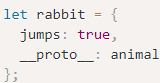 let rabbit = {
  jumps: true,
  __proto__: animal
};